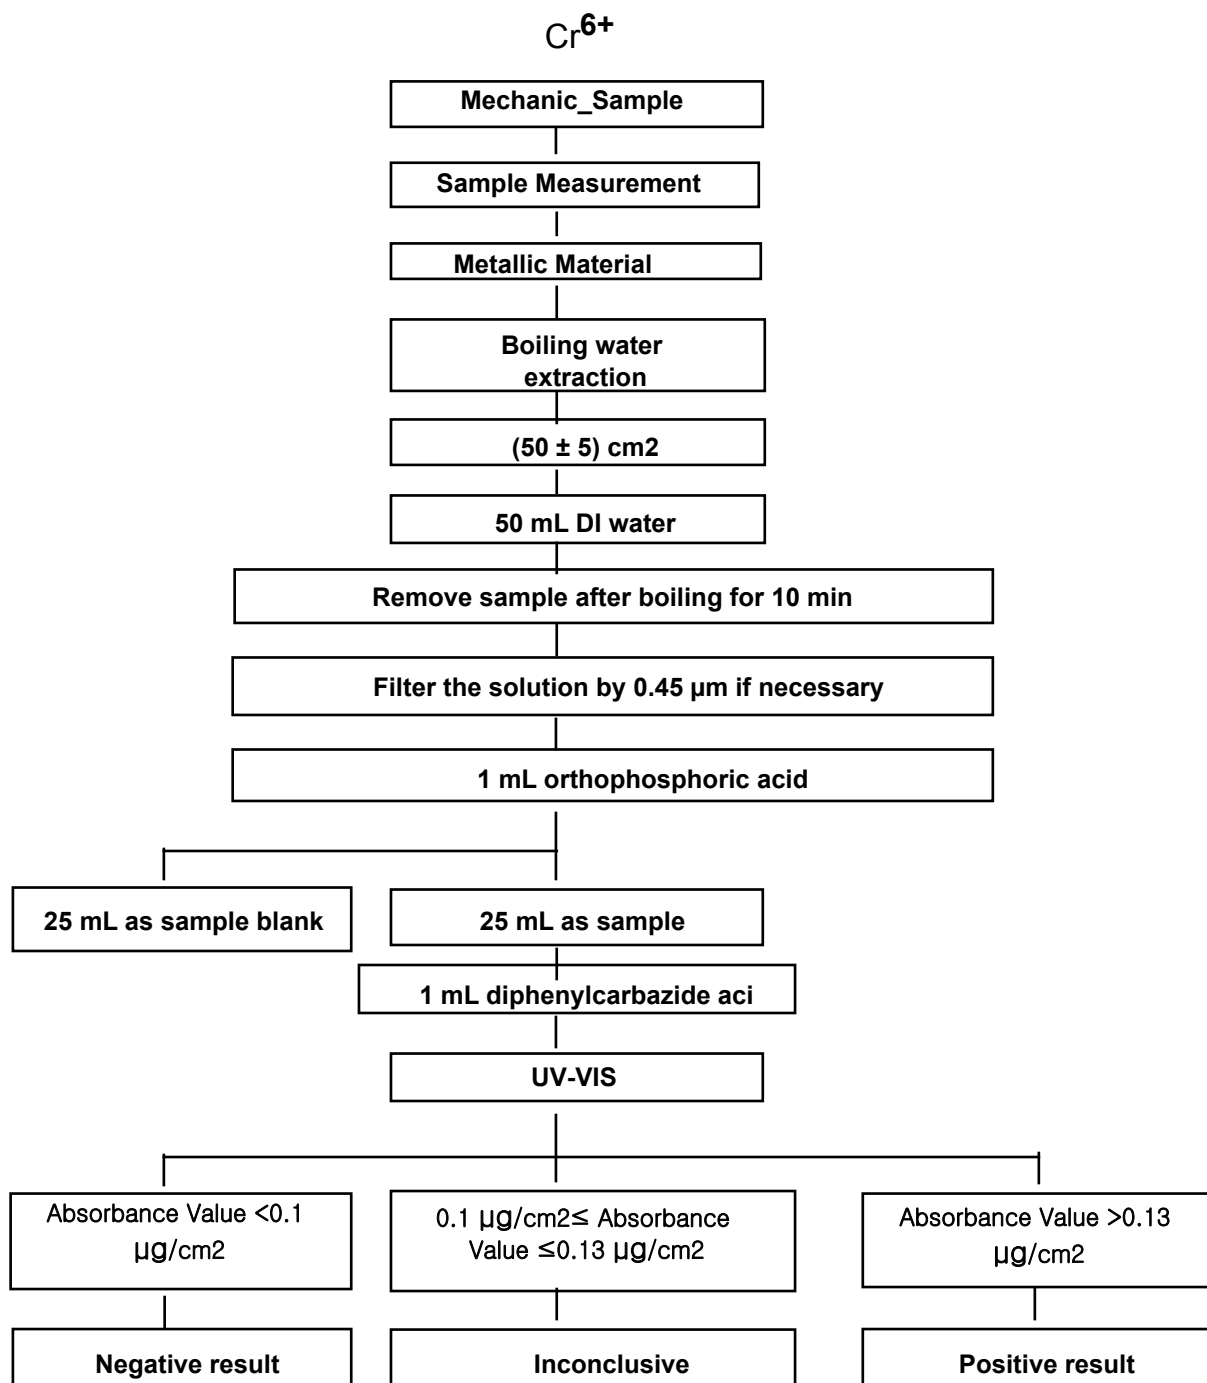 Cr6+
Mechanic_Sample
Sample Measurement
Metallic Material
Boiling water
extraction
(50 ± 5) cm2
50 mL DI water
Remove sample after boiling for 10 min
Filter the solution by 0.45 µm if necessary
1 mL orthophosphoric acid
25 mL as sample blank
25 mL as sample
1 mL diphenylcarbazide aci
UV-VIS
Absorbance Value <0.1
µg/cm2
0.1 µg/cm2≤ Absorbance
Value ≤0.13 µg/cm2
Absorbance Value >0.13
µg/cm2
Negative result
Inconclusive
Positive result